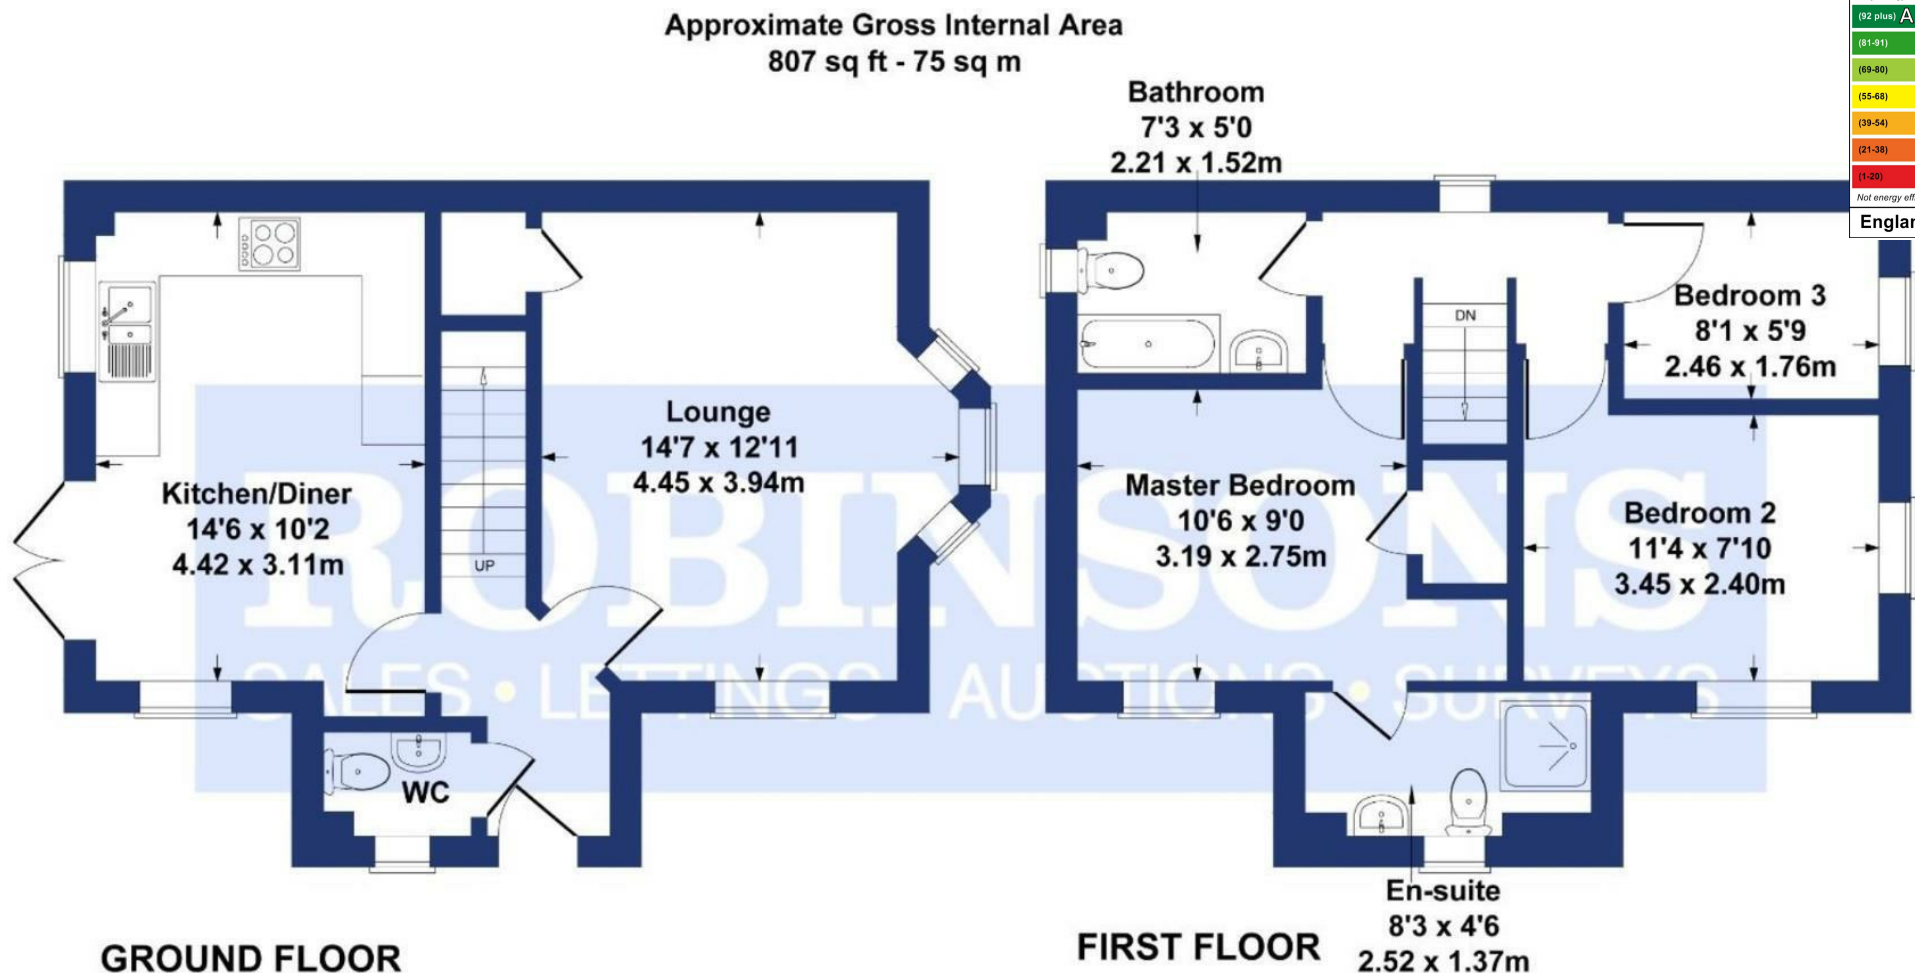 Approximate Gross Internal Area
807 sq ft - 75 sq m
(92 plus) A
(81-91)
(69-80)
(55-68)
(39-54)
(21-38)
(1-20)
Not energy eff
Englan
Bathroom
7'3 x 5'0
2.21 x 1.52m
Kitchen/Diner
14'6 x 10'2
4.42 x 3.11m
UP
Lounge
14'7 x 12'11
4.45 x 3.94m
WC
DN
Bedroom 3
8'1 x 5'9
2.46 x 1.76m
Master Bedroom
10'6 x 9'0
3.19 x 2.75m
Bedroom 2
11'4 x 7'10
3.45 x 2.40m
ROBINSONS
SALES • LETTINGS • AUCTIONS • SURVEYS
En-suite
8'3 x 4'6
2.52 x 1.37m
GROUND FLOOR
FIRST FLOOR